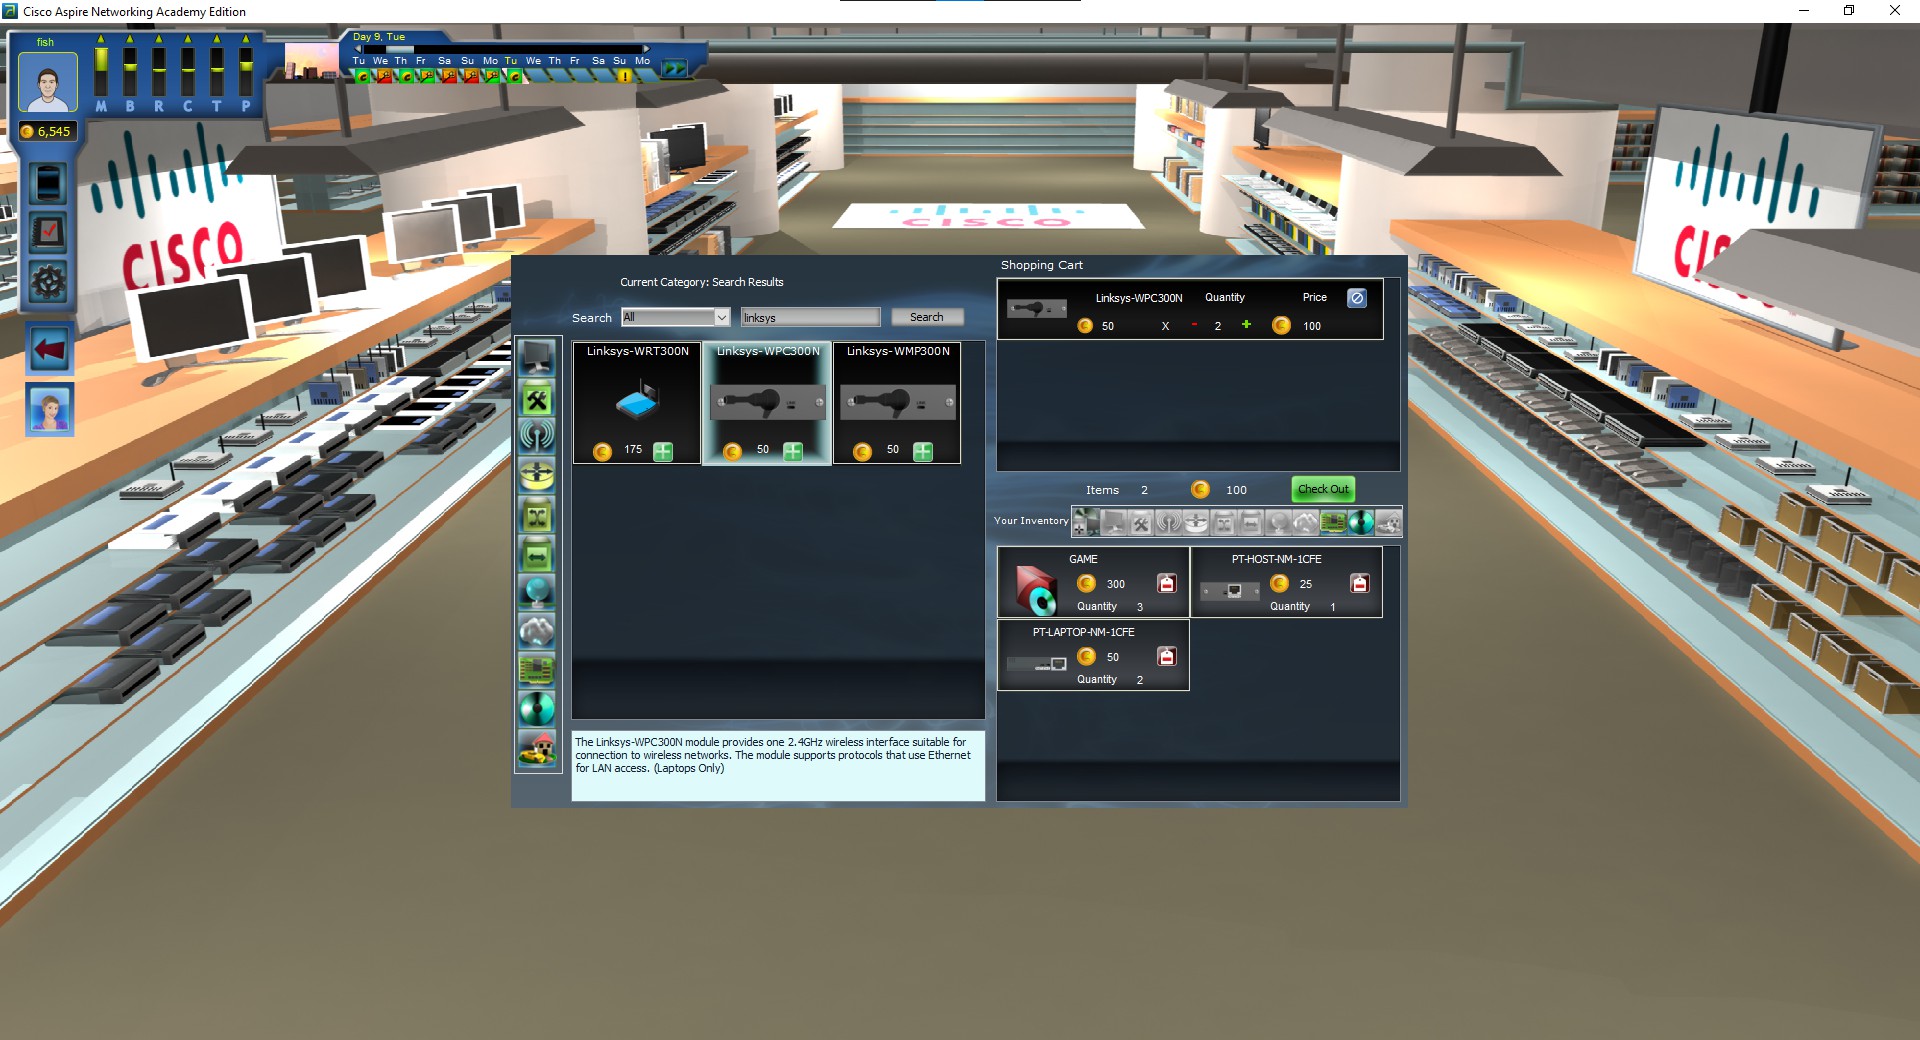 Cisco Aspire Networking Academy Edition
fish
Day 9, Tue
Tu We Th Fr Sa Su Mo Tu We Th Fr Sa Su Mo
M B R C T P
6,545
CISCO
CISCO
Current Category: Search Results
Search All linksys Search
Linksys-WRT300N Linksys-WPC300N Linksys-WMP300N
175 50 50
The Linksys-WPC300N module provides one 2.4GHz wireless interface suitable for
connection to wireless networks. The module supports protocols that use Ethernet
for LAN access. (Laptops Only)
Shopping Cart
Linksys-WPC300N Quantity Price
50 X - 2 + 100
Items 2 100 Check Out
Your Inventory
GAME
300
Quantity 3
PT-HOST-NM-1CFE
25
Quantity 1
PT-LAPTOP-NM-1CFE
50
Quantity 2